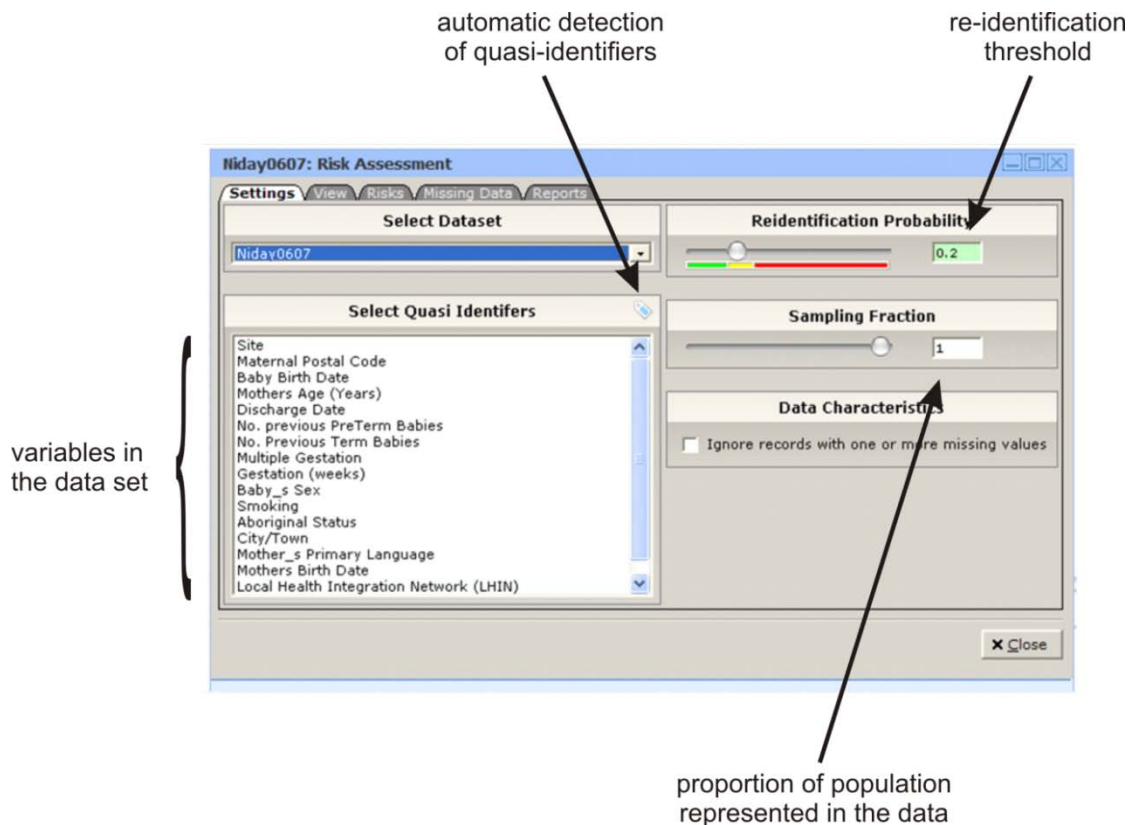 automatic detection
of quasi-identifiers
re-identification
threshold
Niday0607: Risk Assessment
Settings View Risks Missing Data Reports
Select Dataset
Niday0607
Reidentification Probability
0.2
Select Quasi Identifers
Site
Maternal Postal Code
Baby Birth Date
Mothers Age (Years)
Discharge Date
No. previous PreTerm Babies
No. Previous Term Babies
Multiple Gestation
Gestation (weeks)
Baby_s Sex
Smoking
Aboriginal Status
City/Town
Mother_s Primary Language
Mothers Birth Date
Local Health Integration Network (LHIN)
Sampling Fraction
1
Data Characteristics
Ignore records with one or more missing values
Close
variables in
the data set
proportion of population
represented in the data